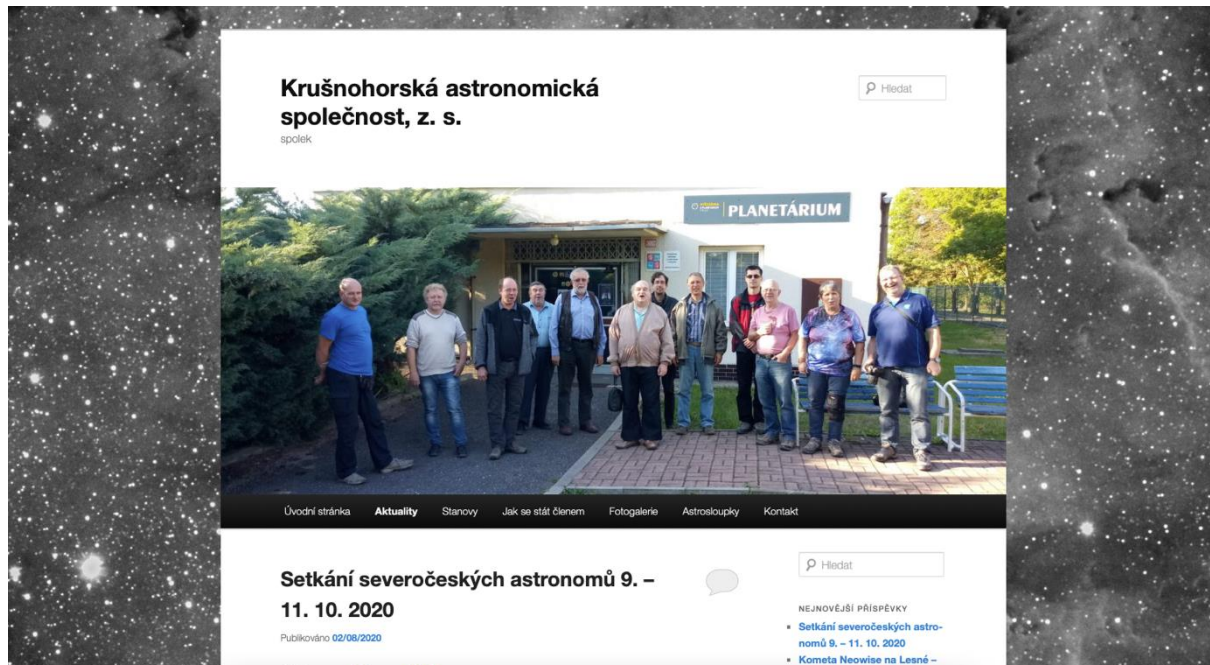 Krušnohorská astronomická
společnost, z. s.
spolek
Hledat
PLANETÁRIUM
Úvodní stránka Aktuality Stanovy Jak se stát členem Fotogalerie Astrosloupky Kontakt
Setkání severočeských astronomů 9. –
11. 10. 2020
Publikováno 02/08/2020
Hledat
NEJNOVĚJŠÍ PŘÍSPĚVKY
Setkání severočeských astro-
nomů 9. – 11. 10. 2020
Kometa Neowise na Lesné –